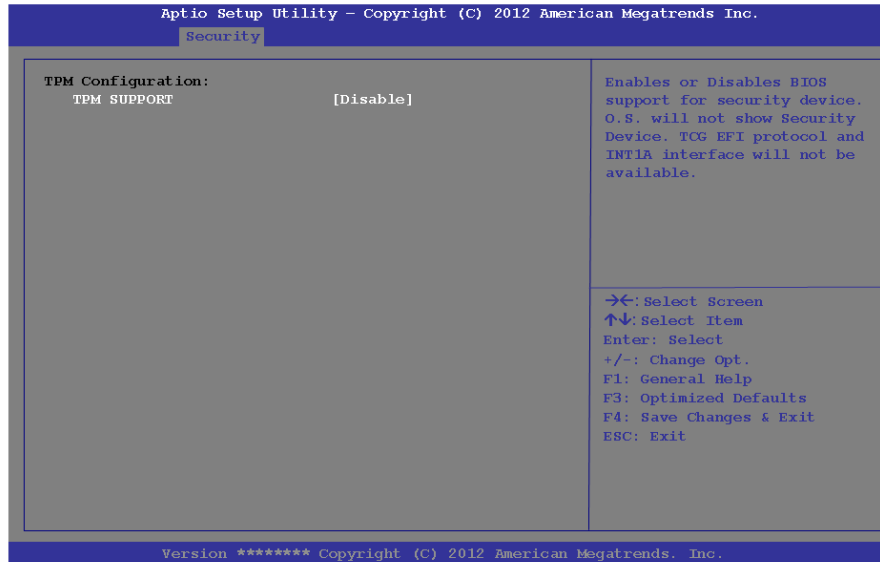 Aptio Setup Utility – Copyright (C) 2012 American Megatrends Inc.
Security
TPM Configuration:
TPM SUPPORT [Disable]
Enables or Disables BIOS
support for security device.
O.S. will not show Security
Device. TCG EFI protocol and
INT1A interface will not be
available.
→←: Select Screen
↑↓: Select Item
Enter: Select
+/-: Change Opt.
F1: General Help
F3: Optimized Defaults
F4: Save Changes & Exit
ESC: Exit
Version ******** Copyright (C) 2012 American Megatrends. Inc.